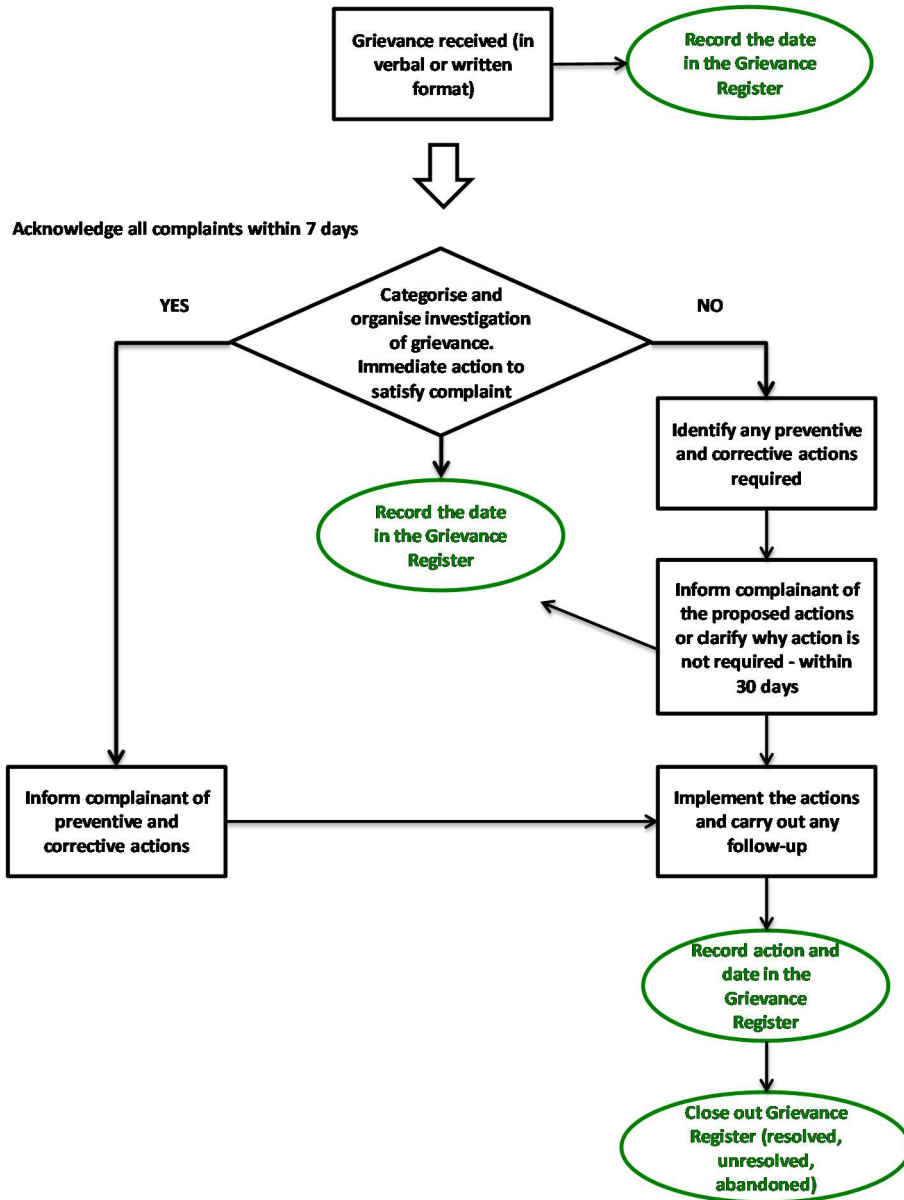 Grievance received (in
verbal or written
format)
Record the date
in the Grievance
Register
Acknowledge all complaints within 7 days
YES
Categorise and
organise investigation
of grievance.
Immediate action to
satisfy complaint
NO
Identify any preventive
and corrective actions
required
Record the date
in the Grievance
Register
Inform complainant of
the proposed actions
or clarify why action is
not required - within
30 days
Inform complainant of
preventive and
corrective actions
Implement the actions
and carry out any
follow-up
Record action and
date in the
Grievance
Register
Close out Grievance
Register (resolved,
unresolved,
abandoned)